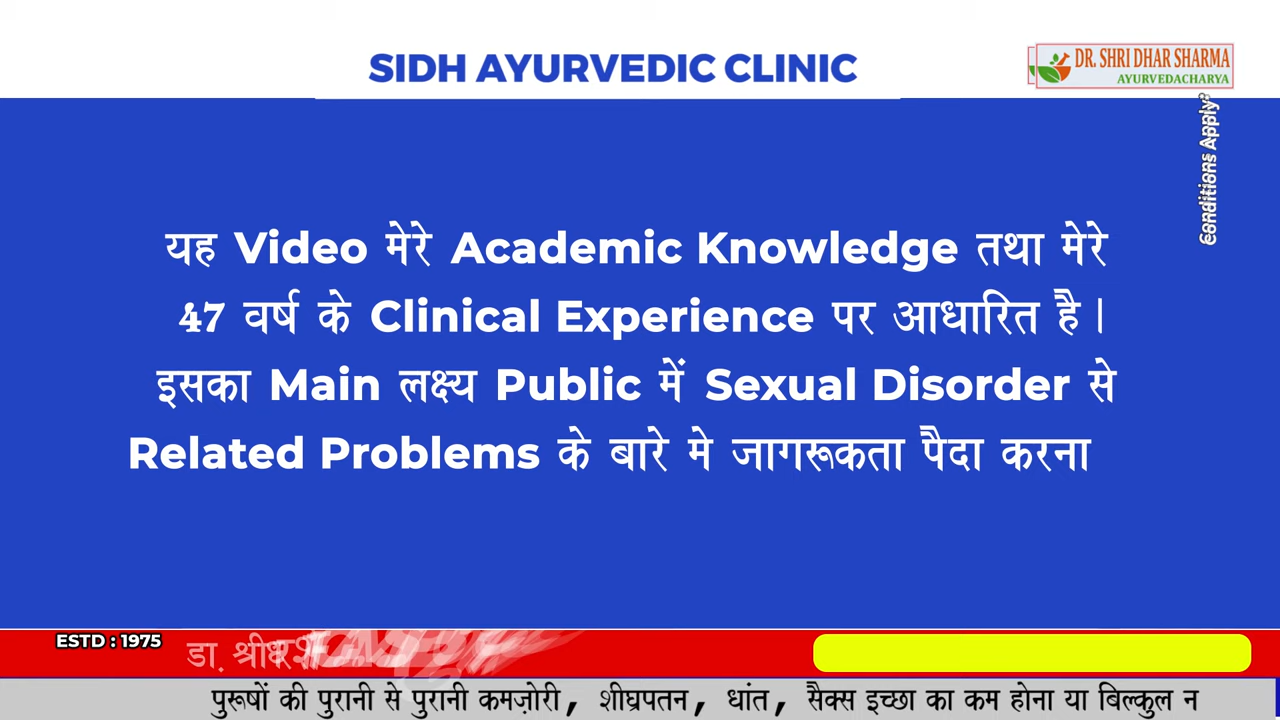 SIDH AYURVEDIC CLINIC
DR. SHRI DHAR SHARMA
AYURVEDACHARYA
Conditions Apply
यह Video मेरे Academic Knowledge तथा मेरे
47 वर्ष के Clinical Experience पर आधारित है।
इसका Main लक्ष्य Public में Sexual Disorder से
Related Problems के बारे मे जागरूकता पैदा करना
ESTD : 1975
डा. श्रीधर
पुरूषों की पुरानी से पुरानी कमज़ोरी, शीघ्रपतन, धांत, सैक्स इच्छा का कम होना या बिल्कुल न